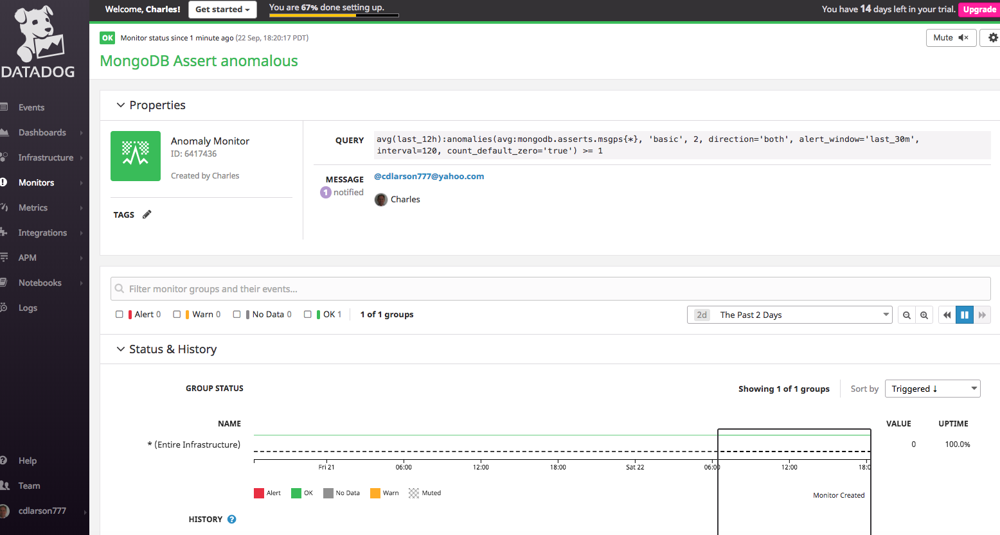 Welcome, Charles!
Get started
You are 67% done setting up.
You have 14 days left in your trial.
Upgrade
DATADOG
Events
Dashboards
Infrastructure
Monitors
Metrics
Integrations
APM
Notebooks
Logs
Help
Team
cdlarson777
OK Monitor status since 1 minute ago (22 Sep, 18:20:17 PDT)
Mute
MongoDB Assert anomalous
Properties
Anomaly Monitor
ID: 6417436
Created by Charles
TAGS
QUERY
avg(last_12h):anomalies(avg:mongodb.asserts.msgps{*}, 'basic', 2, direction='both', alert_window='last_30m',
interval=120, count_default_zero='true') >= 1
MESSAGE
1 notified
@cdlarson777@yahoo.com
Charles
Filter monitor groups and their events...
Alert 0 Warn 0 No Data 0 OK 1 1 of 1 groups
2d The Past 2 Days
Status & History
GROUP STATUS
Showing 1 of 1 groups Sort by Triggered ↓
NAME VALUE UPTIME
* (Entire Infrastructure) 0 100.0%
Fri 21 06:00 12:00 18:00 Sat 22 06:00 12:00 18:0
Alert OK No Data Warn Muted
Monitor Created
HISTORY ?